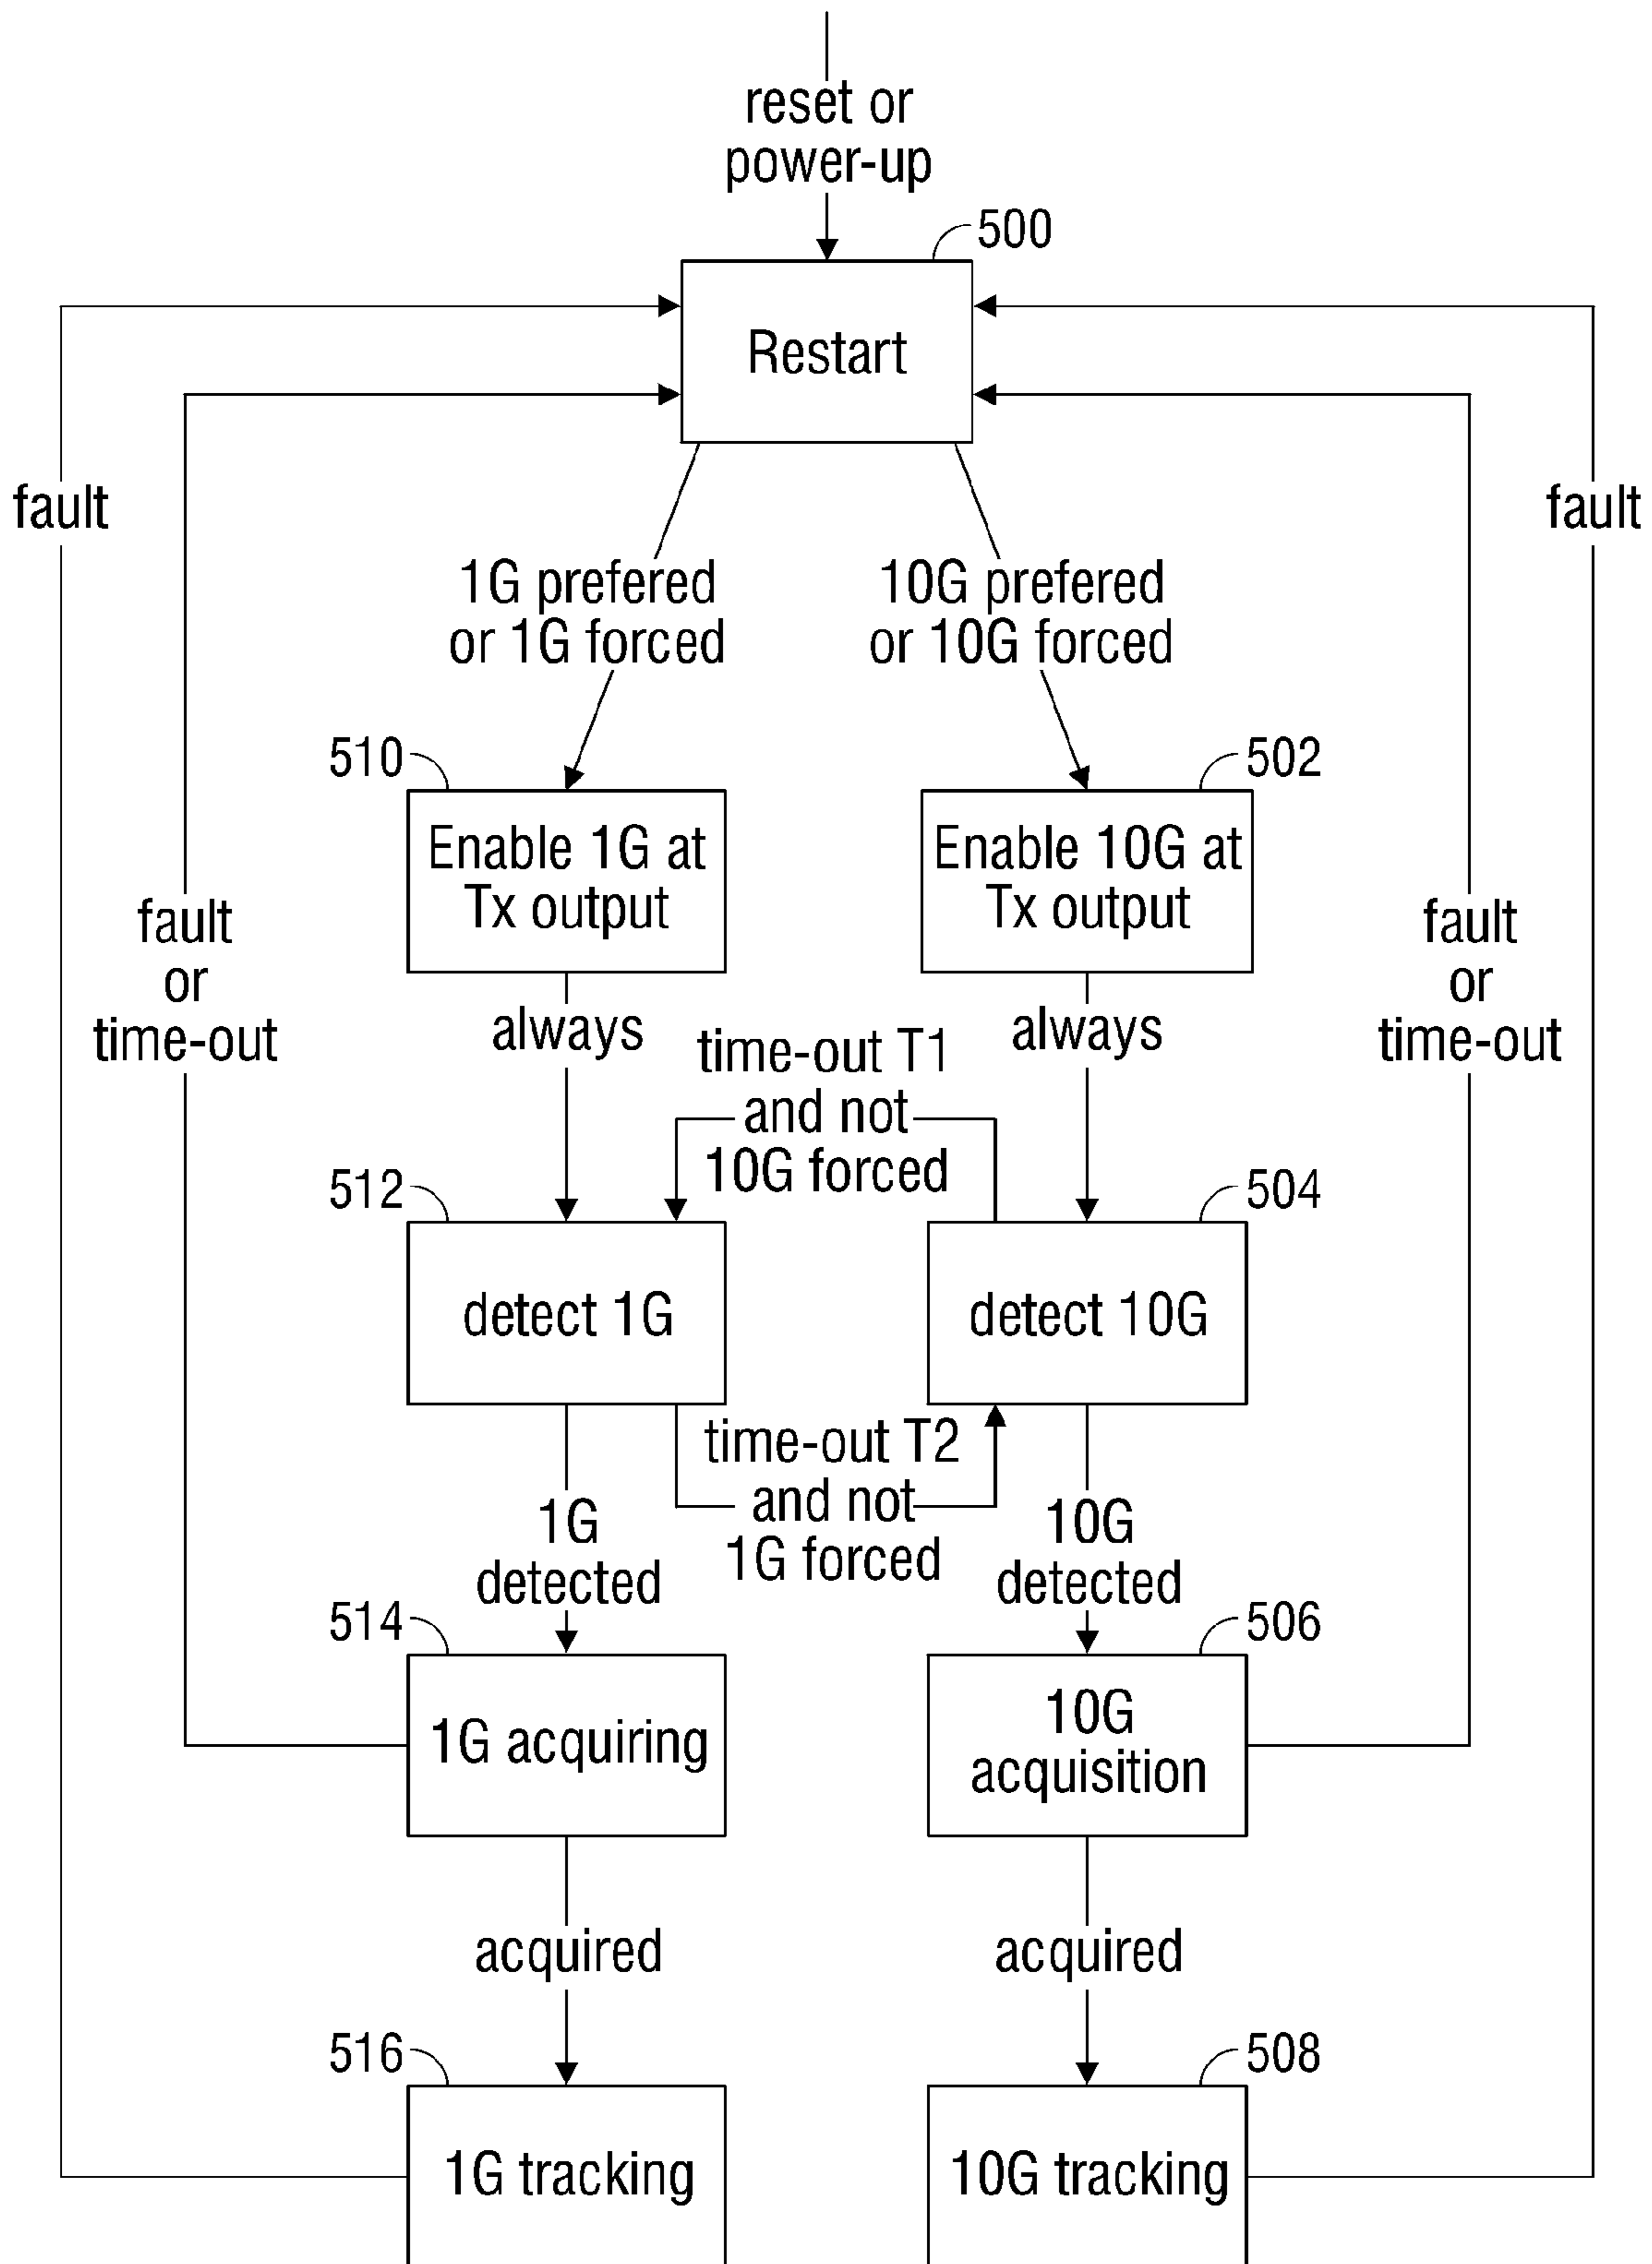 reset or
power-up
500
Restart
fault
fault
1G prefered
or 1G forced
10G prefered
or 10G forced
510
502
Enable 1G at
Tx output
Enable 10G at
Tx output
fault
or
time-out
fault
or
time-out
always
always
time-out T1
and not
10G forced
512
504
detect 1G
detect 10G
time-out T2
and not
1G forced
1G
detected
10G
detected
514
506
1G acquiring
10G
acquisition
acquired
acquired
516
508
1G tracking
10G tracking